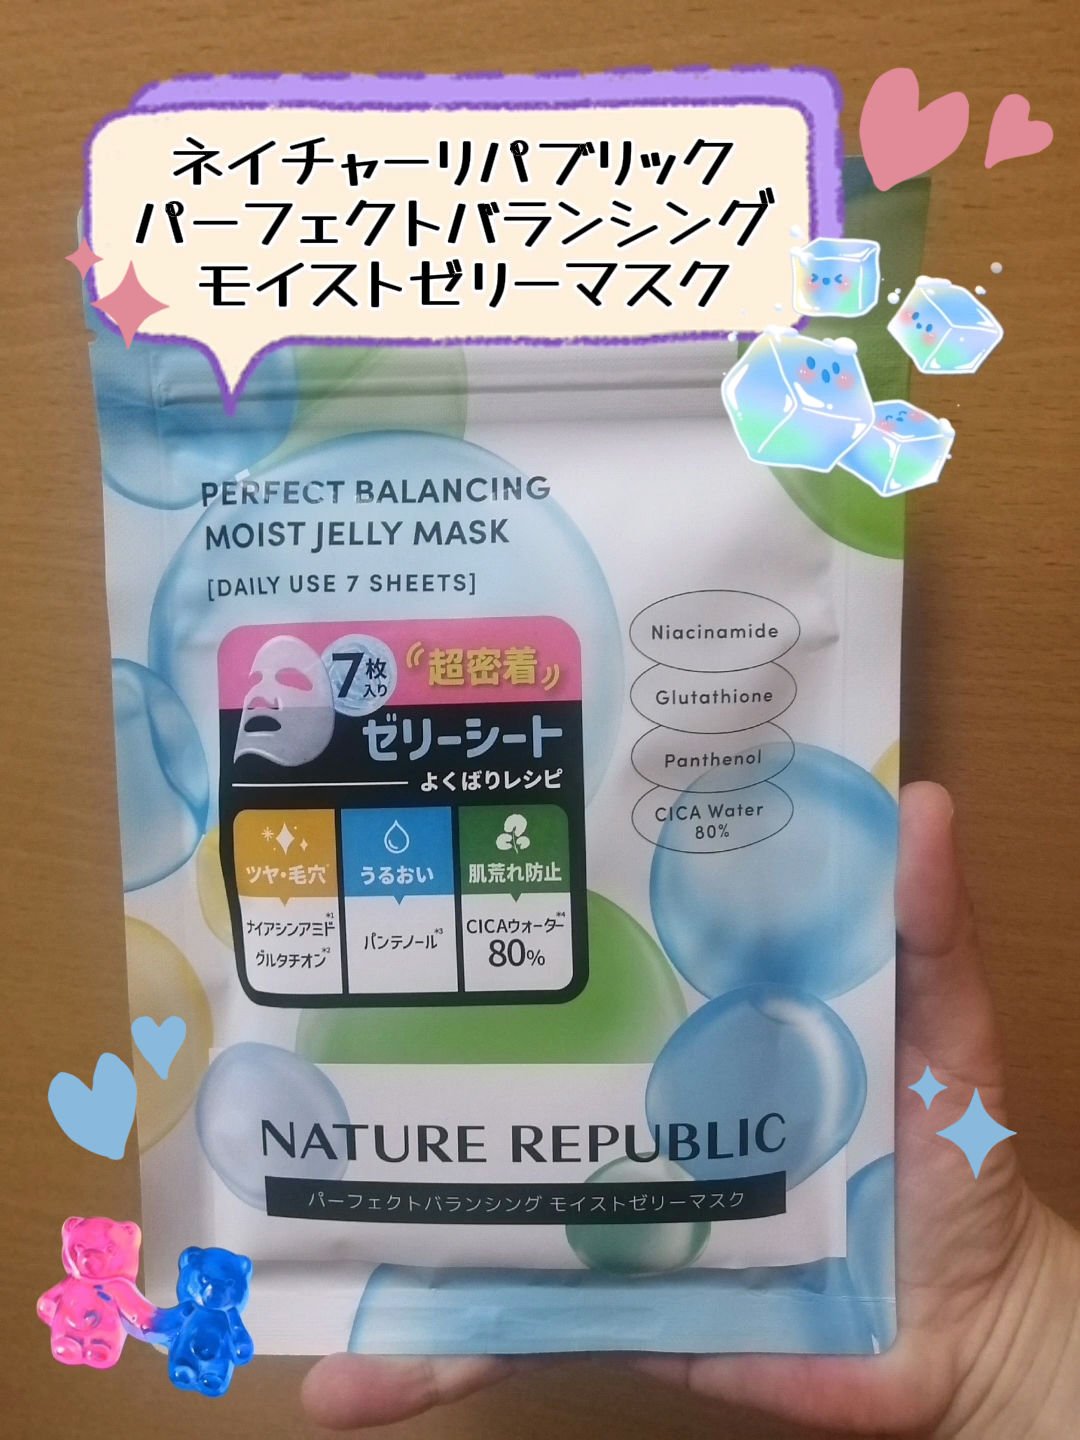 ネイチャーリパブリック
パーフェクトバランシング
モイストゼリーマスク
PERFECT BALANCING
MOIST JELLY MASK
[DAILY USE 7 SHEETS]
7枚入り
超密着
ゼリーシート
よくばりレシピ
ツヤ・毛穴*
うるおい
肌荒れ防止
ナイアシンアミド*1
グルタチオン*2
パンテノール*3
CICAウォーター*4
80%
Niacinamide
Glutathione
Panthenol
CICA Water
80%
NATURE REPUBLIC
パーフェクトバランシング モイストゼリーマスク